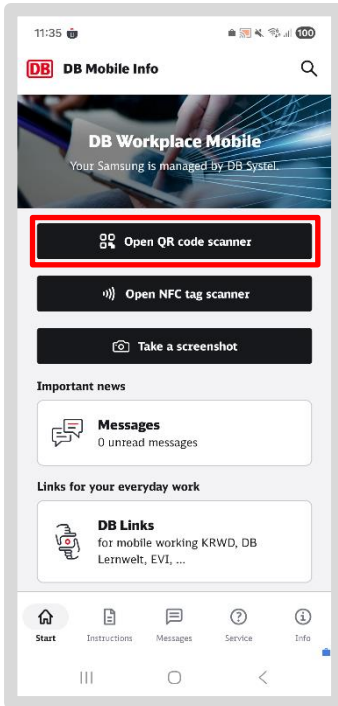 11:35
100
DB DB Mobile Info
DB Workplace Mobile
Your Samsung is managed by DB Systel.
Open QR code scanner
Open NFC tag scanner
Take a screenshot
Important news
Messages
0 unread messages
Links for your everyday work
DB Links
for mobile working KRWD, DB
Lernwelt, EVI, ...
Start Instructions Messages Service Info